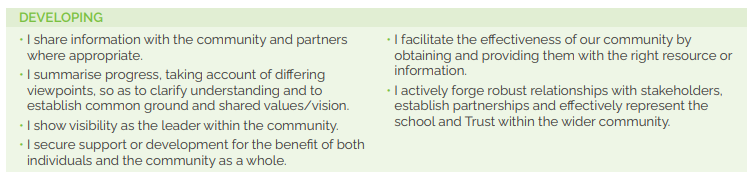 DEVELOPING
• I share information with the community and partners
where appropriate.
• I summarise progress, taking account of differing
viewpoints, so as to clarify understanding and to
establish common ground and shared values/vision.
• I show visibility as the leader within the community.
• I secure support or development for the benefit of both
individuals and the community as a whole.
• I facilitate the effectiveness of our community by
obtaining and providing them with the right resource or
information.
• I actively forge robust relationships with stakeholders,
establish partnerships and effectively represent the
school and Trust within the wider community.